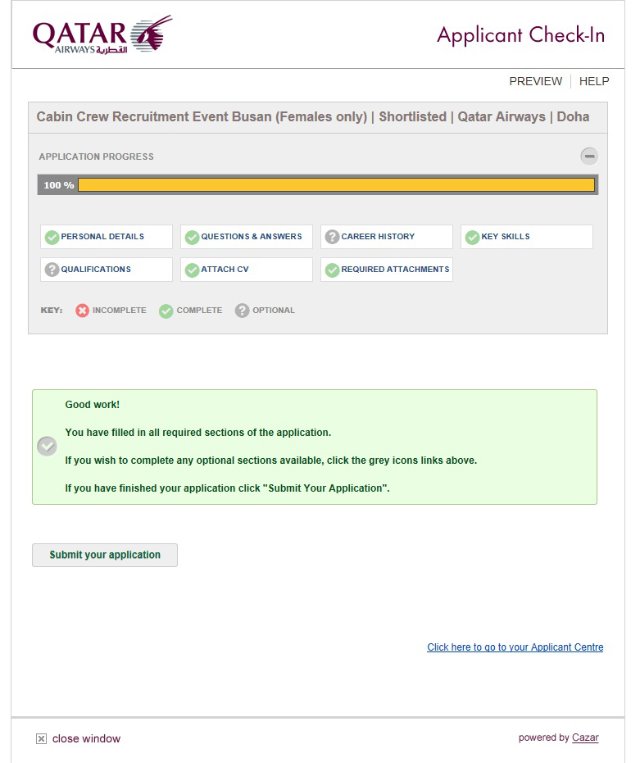 QATAR
AIRWAYS القطرية
Applicant Check-In
PREVIEW HELP
Cabin Crew Recruitment Event Busan (Females only) | Shortlisted | Qatar Airways | Doha
APPLICATION PROGRESS
100 %
PERSONAL DETAILS QUESTIONS & ANSWERS CAREER HISTORY KEY SKILLS
QUALIFICATIONS ATTACH CV REQUIRED ATTACHMENTS
KEY: INCOMPLETE COMPLETE OPTIONAL
Good work!
You have filled in all required sections of the application.
If you wish to complete any optional sections available, click the grey icons links above.
If you have finished your application click "Submit Your Application".
Submit your application
Click here to go to your Applicant Centre
close window powered by Cazar